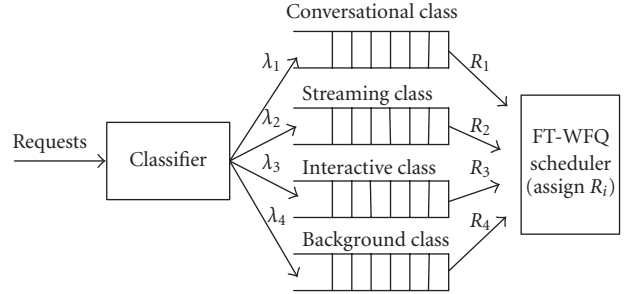 Conversational class
λ1
R1
Streaming class
λ2
R2
Requests
Classifier
FT-WFQ
scheduler
(assign Ri)
λ3
Interactive class
R3
λ4
R4
Background class